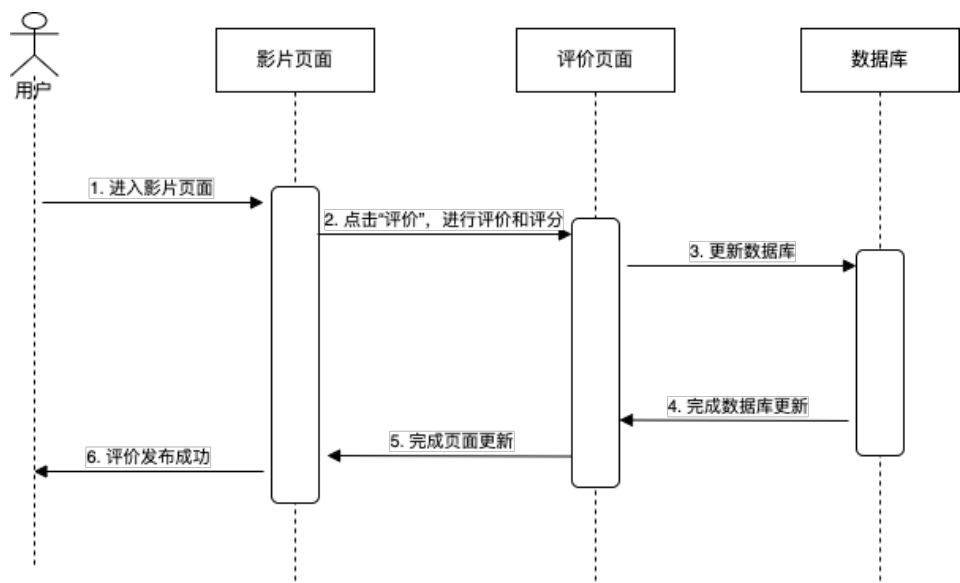 影片页面
评价页面
数据库
用户
1. 进入影片页面
2. 点击“评价”，进行评价和评分
3. 更新数据库
4. 完成数据库更新
5. 完成页面更新
6. 评价发布成功